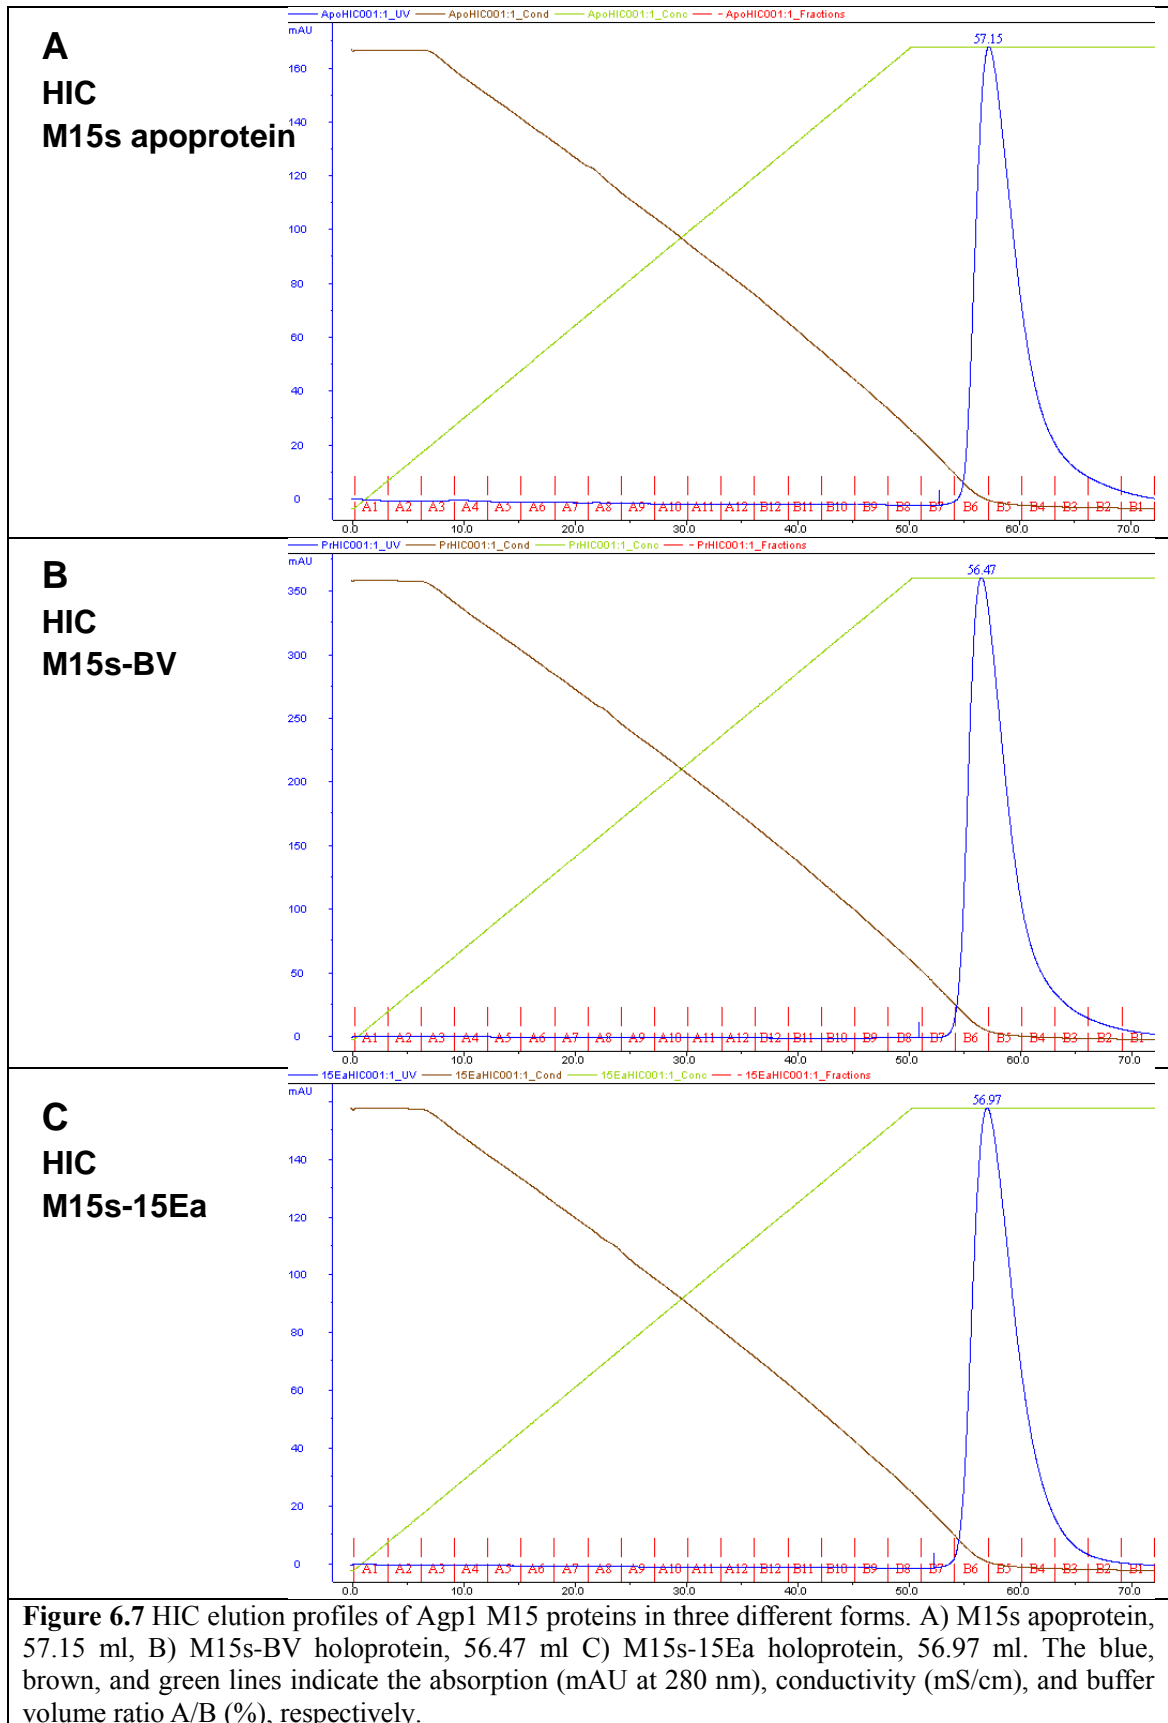 ApoHIC001:1_UV ApoHIC001:1_Cond ApoHIC001:1_Conc ApoHIC001:1_Fractions
A
HIC
M15s apoprotein
mAU
57.15
160
140
120
100
80
60
40
20
0
A1 A2 A3 A4 A5 A6 A7 A8 A9 A10 A11 A12 B12 B11 B10 B9 B8 B7 B6 B5 B4 B3 B2 B1
0.0 10.0 20.0 30.0 40.0 50.0 60.0 70.0
PrHIC001:1_UV PrHIC001:1_Cond PrHIC001:1_Conc PrHIC001:1_Fractions
B
HIC
M15s-BV
mAU
56.47
350
300
250
200
150
100
50
0
A1 A2 A3 A4 A5 A6 A7 A8 A9 A10 A11 A12 B12 B11 B10 B9 B8 B7 B6 B5 B4 B3 B2 B1
0.0 10.0 20.0 30.0 40.0 50.0 60.0 70.0
15EaHIC001:1_UV 15EaHIC001:1_Cond 15EaHIC001:1_Conc 15EaHIC001:1_Fractions
C
HIC
M15s-15Ea
mAU
56.97
140
120
100
80
60
40
20
0
A1 A2 A3 A4 A5 A6 A7 A8 A9 A10 A11 A12 B12 B11 B10 B9 B8 B7 B6 B5 B4 B3 B2 B1
0.0 10.0 20.0 30.0 40.0 50.0 60.0 70.0
Figure 6.7 HIC elution profiles of Agp1 M15 proteins in three different forms. A) M15s apoprotein,
57.15 ml, B) M15s-BV holoprotein, 56.47 ml C) M15s-15Ea holoprotein, 56.97 ml. The blue,
brown, and green lines indicate the absorption (mAU at 280 nm), conductivity (mS/cm), and buffer
volume ratio A/B (%), respectively.